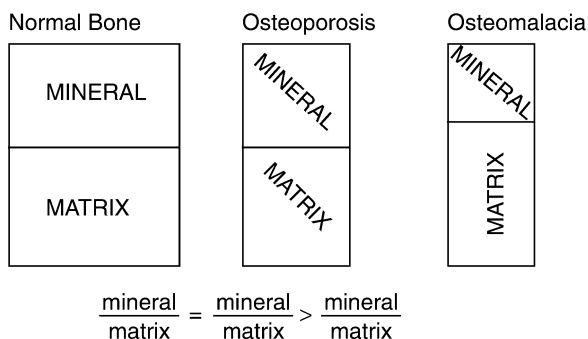 Normal Bone Osteoporosis Osteomalacia
MINERAL MINERAL MINERAL
MATRIX MATRIX MATRIX
mineral = mineral > mineral
matrix matrix matrix